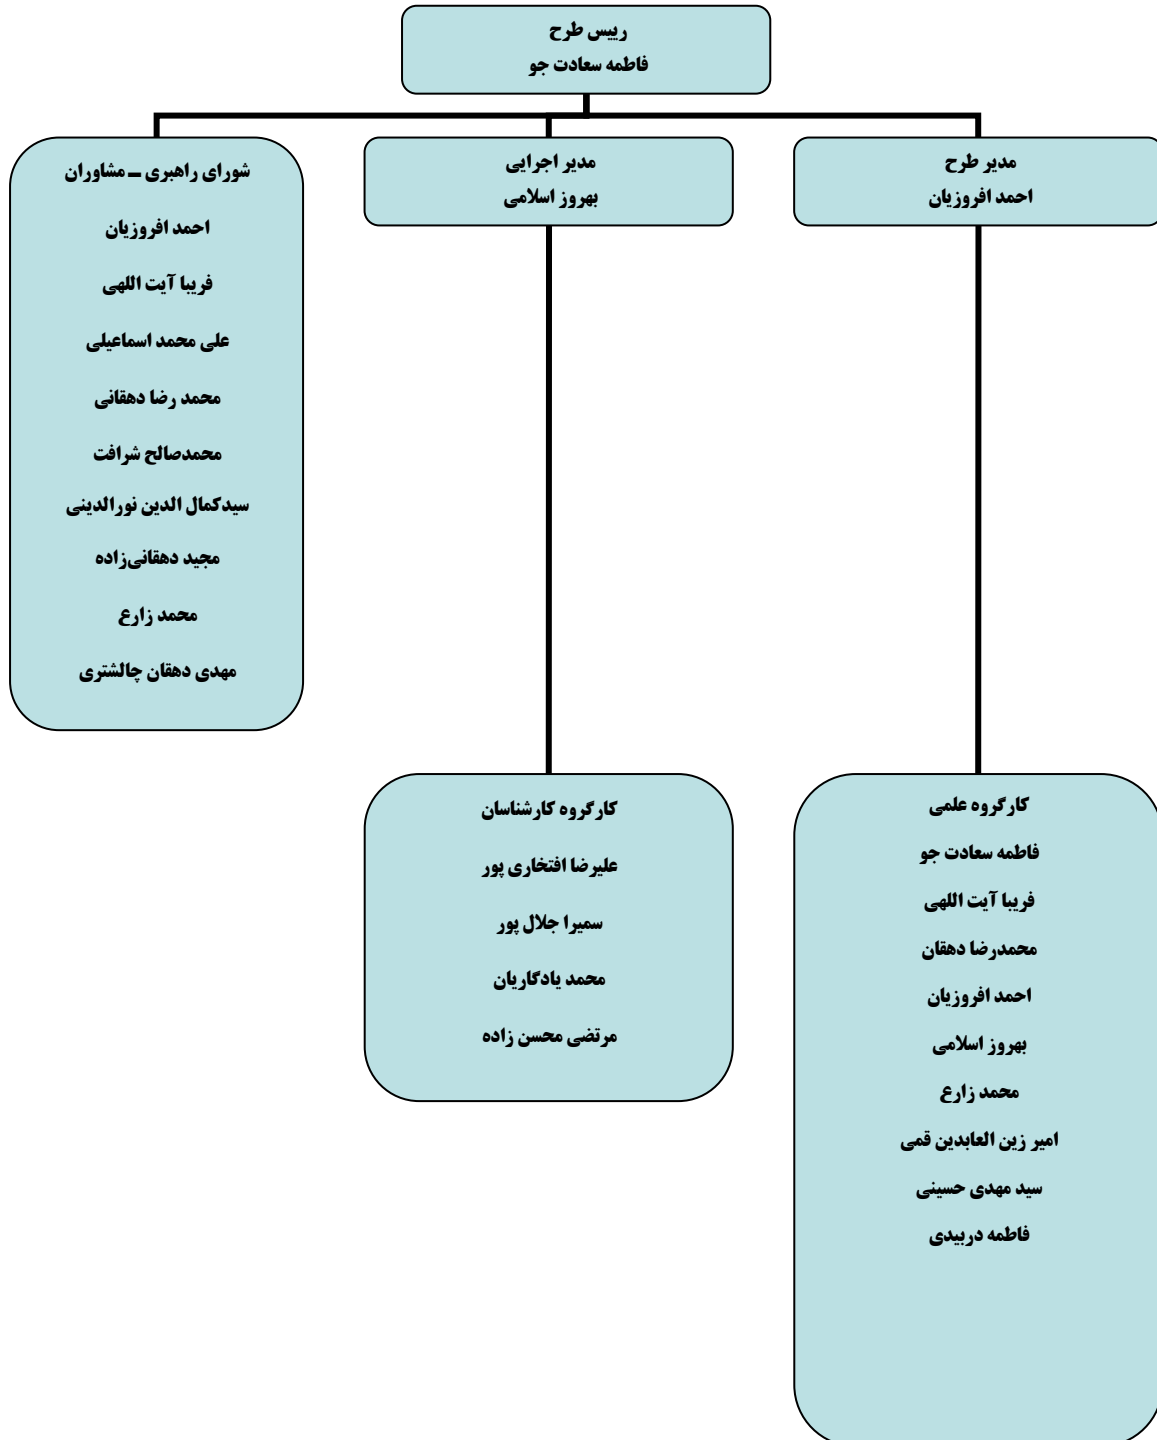 رییس طرح
فاطمه سعادت جو
مدیر طرح
احمد افروزیان
مدیر اجرایی
بهروز اسلامی
شورای راهبری – مشاوران
احمد افروزیان
فریبا آیت اللهی
علی محمد اسماعیلی
محمد رضا دهقانی
محمدصالح شرافت
سیدکمال الدین نورالدینی
مجید دهقانی‌زاده
محمد زارع
مهدی دهقان چالشتری
کارگروه علمی
فاطمه سعادت جو
فریبا آیت اللهی
محمدرضا دهقان
احمد افروزیان
بهروز اسلامی
محمد زارع
امیر زین العابدین قمی
سید مهدی حسینی
فاطمه دربیدی
کارگروه کارشناسان
علیرضا افتخاری پور
سمیرا جلال پور
محمد یادگاریان
مرتضی محسن زاده